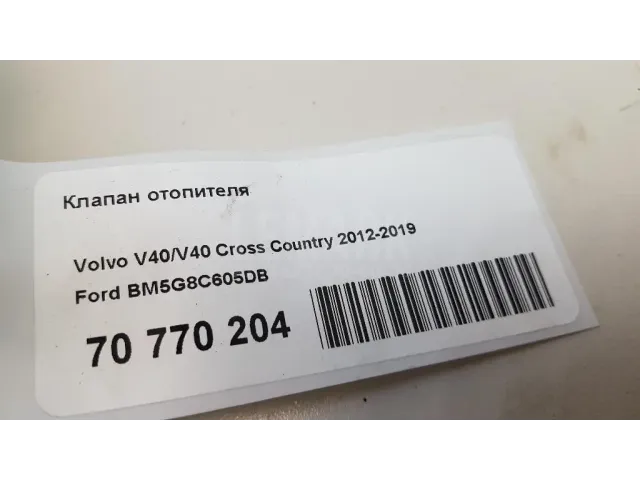 Клапан отопителя
Volvo V40/V40 Cross Country 2012-2019
Ford BM5G8C605DB
70 770 204